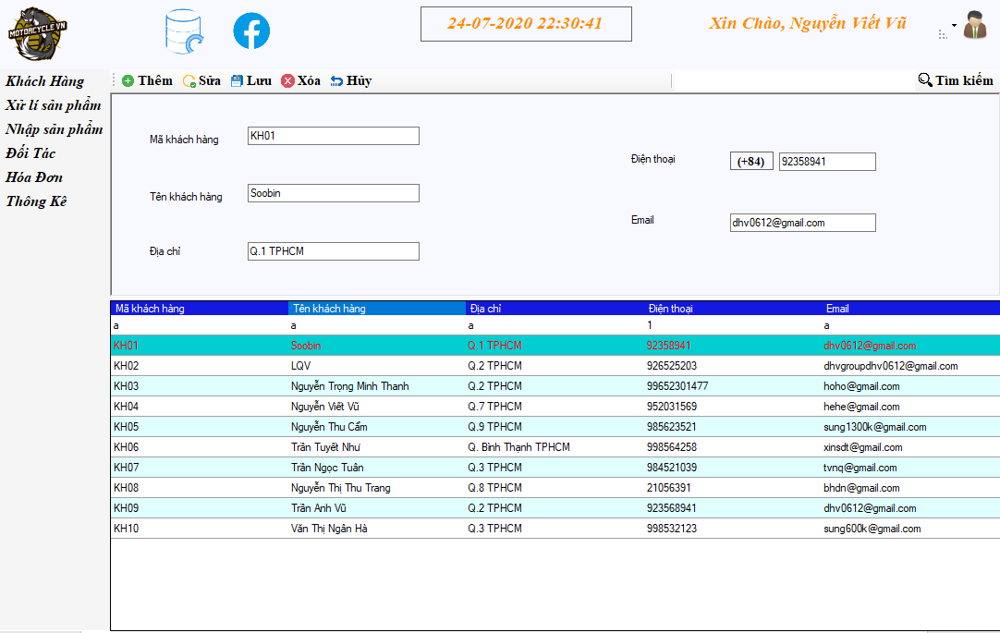 MOTORCYCLE VN
24-07-2020 22:30:41
Xin Chào, Nguyễn Viết Vũ
Khách Hàng
Xử lí sản phẩm
Nhập sản phẩm
Đối Tác
Hóa Đơn
Thống Kê
Thêm Sửa Lưu Xóa Hủy Tìm kiếm
Mã khách hàng KH01
Điện thoại (+84) 92358941
Tên khách hàng Soobin
Email dhv0612@gmail.com
Địa chỉ Q.1 TPHCM
Mã khách hàng Tên khách hàng Địa chỉ Điện thoại Email
a a a 1 a
KH01 Soobin Q.1 TPHCM 92358941 dhv0612@gmail.com
KH02 LQV Q.2 TPHCM 926525203 dhvgroupdhv0612@gmail.com
KH03 Nguyễn Trọng Minh Thanh Q.2 TPHCM 99652301477 hoho@gmail.com
KH04 Nguyễn Viết Vũ Q.7 TPHCM 952031569 hehe@gmail.com
KH05 Nguyễn Thu Cẩm Q.9 TPHCM 985623521 sung1300k@gmail.com
KH06 Trần Tuyết Như Q. Bình Thạnh TPHCM 998564258 xinsdt@gmail.com
KH07 Trần Ngọc Tuân Q.3 TPHCM 984521039 tvnq@gmail.com
KH08 Nguyễn Thị Thu Trang Q.8 TPHCM 21056391 bhdn@gmail.com
KH09 Trần Anh Vũ Q.2 TPHCM 923568941 dhv0612@gmail.com
KH10 Văn Thị Ngân Hà Q.3 TPHCM 998532123 sung600k@gmail.com